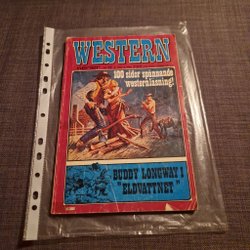 WESTERN
100 sidor spännande
westernläsning!
BUDDY LONGWAY I
"ELDVATTNET"